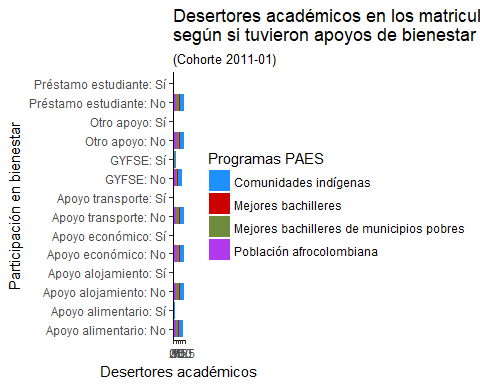 Desertores académicos en los matricul
según si tuvieron apoyos de bienestar
(Cohorte 2011-01)
Participación en bienestar
Préstamo estudiante: Sí
Préstamo estudiante: No
Otro apoyo: Sí
Otro apoyo: No
GYFSE: Sí
GYFSE: No
Apoyo transporte: Sí
Apoyo transporte: No
Apoyo económico: Sí
Apoyo económico: No
Apoyo alojamiento: Sí
Apoyo alojamiento: No
Apoyo alimentario: Sí
Apoyo alimentario: No
Programas PAES
Comunidades indígenas
Mejores bachilleres
Mejores bachilleres de municipios pobres
Población afrocolombiana
Desertores académicos